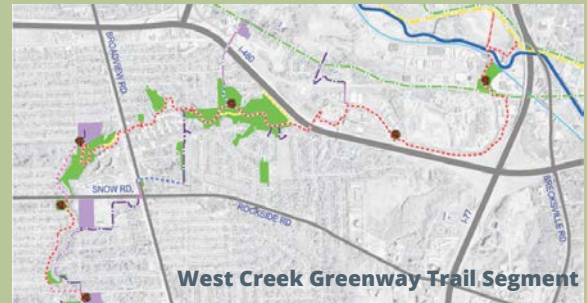 BROADVIEW RD.
I-480
SNOW RD.
ROCKSIDE RD.
I-77
BRECKSVILLE RD.
West Creek Greenway Trail Segment